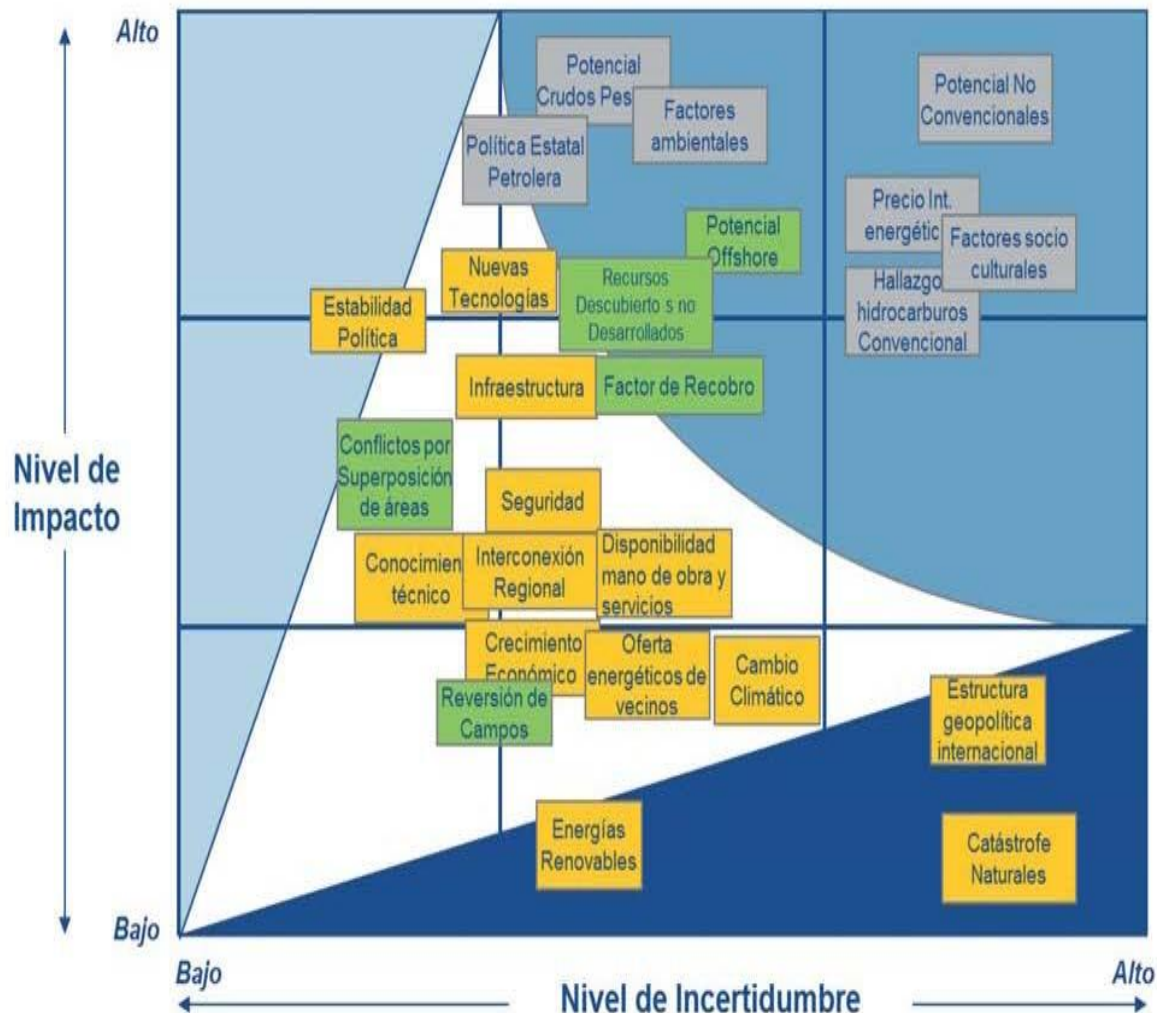 Alto
Potencial
Crudos Pes
Factores
ambientales
Potencial No
Convencionales
Política Estatal
Petrolera
Precio Int.
energétic
Factores socio
culturales
Potencial
Offshore
Nuevas
Tecnologías
Recursos
Descubierto s no
Desarrollados
Hallazgo
hidrocarburos
Convencional
Estabilidad
Política
Infraestructura
Factor de Recobro
Conflictos por
Superposición
de áreas
Nivel de
Impacto
Seguridad
Conocimien
técnico
Interconexión
Regional
Disponibilidad
mano de obra y
servicios
Crecimiento
Económico
Oferta
energéticos de
vecinos
Cambio
Climático
Reversión de
Campos
Estructura
geopolítica
internacional
Energías
Renovables
Catástrofe
Naturales
Bajo
Bajo
Nivel de Incertidumbre
Alto